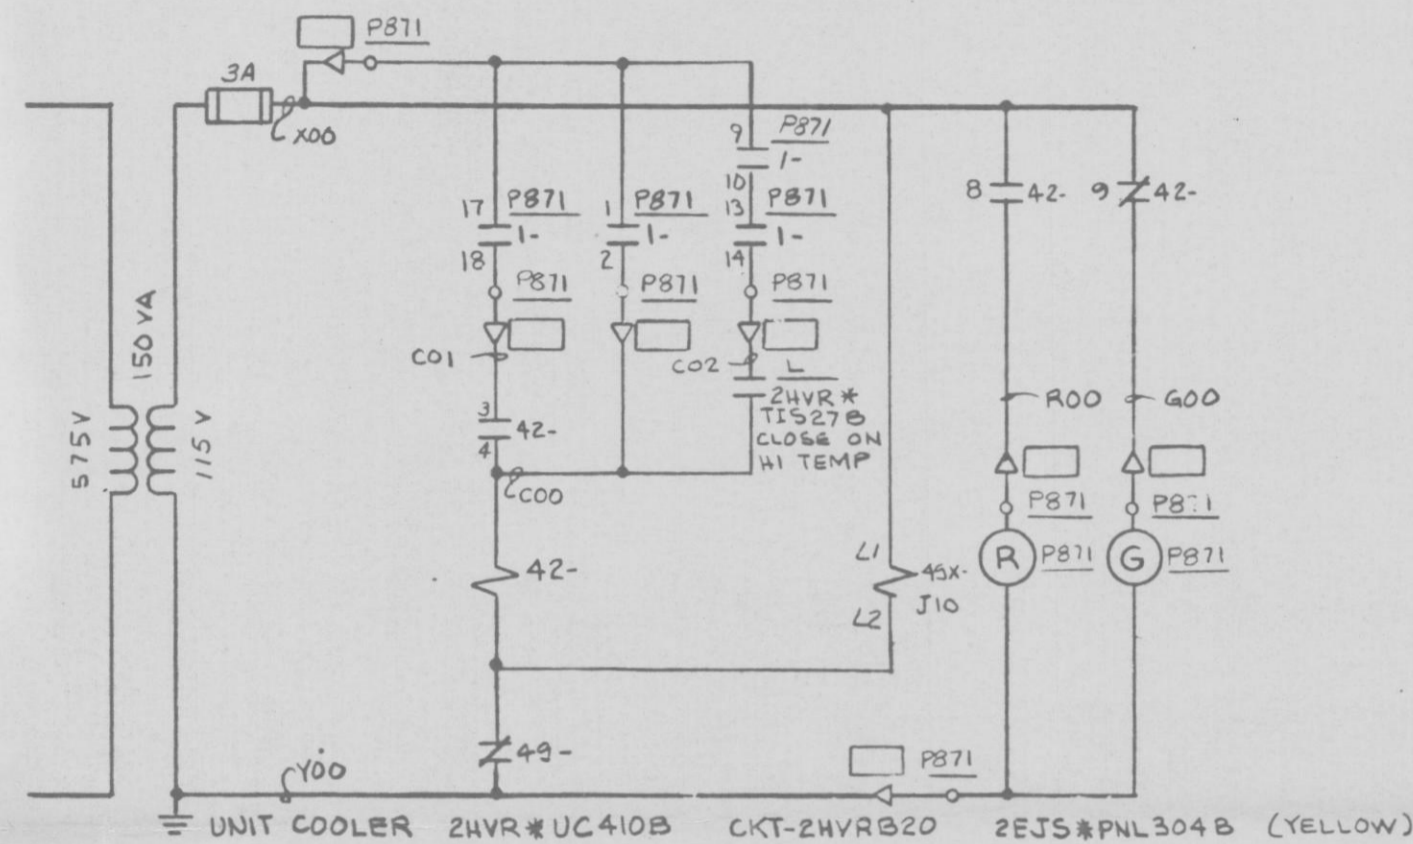 P871
3A
X00
9 P871
1-
10
17 P871
1-
18
1 P871
1-
2
13 P871
1-
14
8 42-
9 42-
P871
P871
P871
C01
C02
L
2HVR*
TIS27B
CLOSE ON
HI TEMP
3
42-
4
C00
150 VA
575 V
115 V
R00
G00
P871
R P871
G P871
42-
L1
49X-
J10
L2
49-
P871
Y00
UNIT COOLER 2HVR*UC410B CKT-2HVRB20 2EJS*PNL304B (YELLOW)